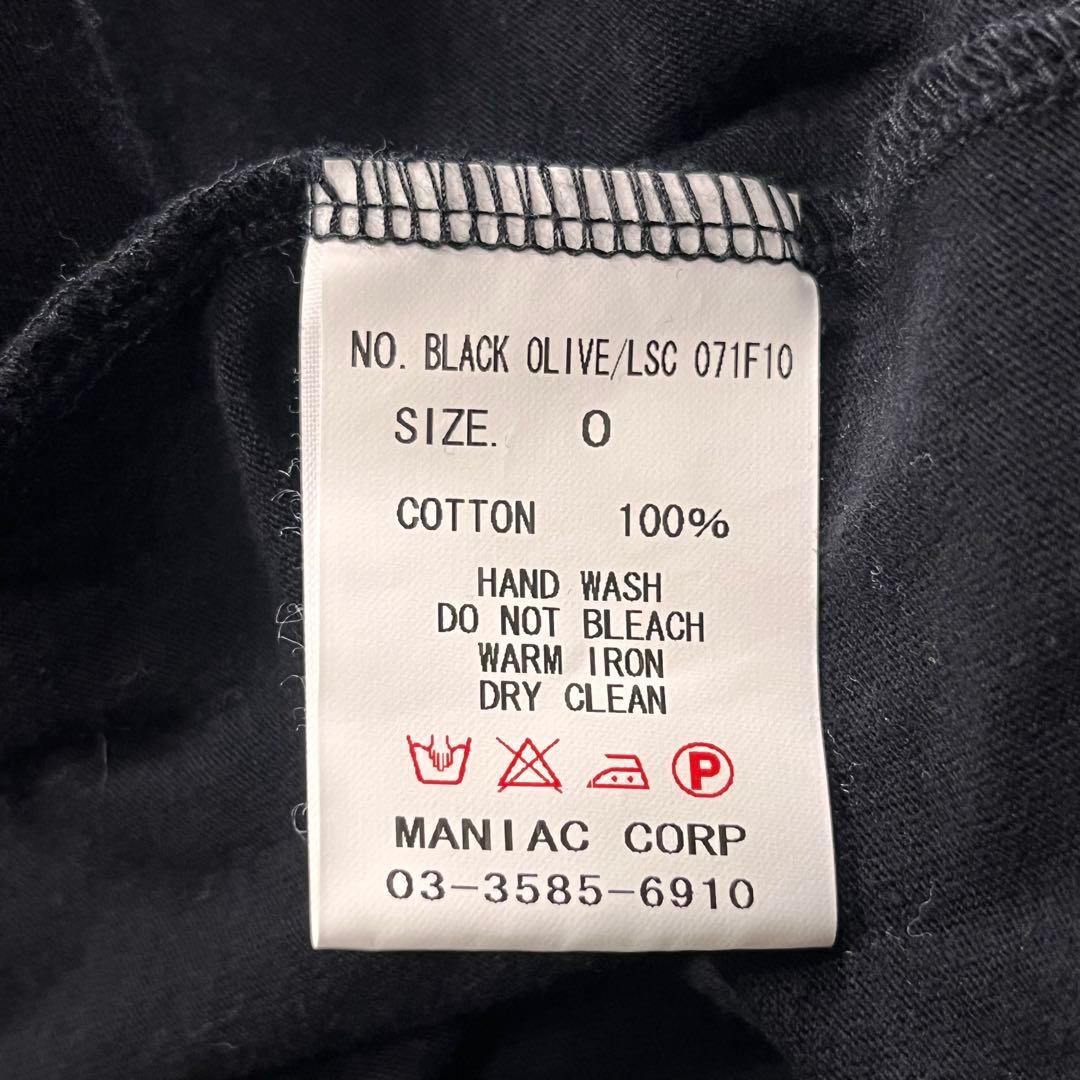 NO. BLACK OLIVE/LSC 071F10
SIZE. 0
COTTON 100%
HAND WASH
DO NOT BLEACH
WARM IRON
DRY CLEAN
P
MANIAC CORP
03-3585-6910